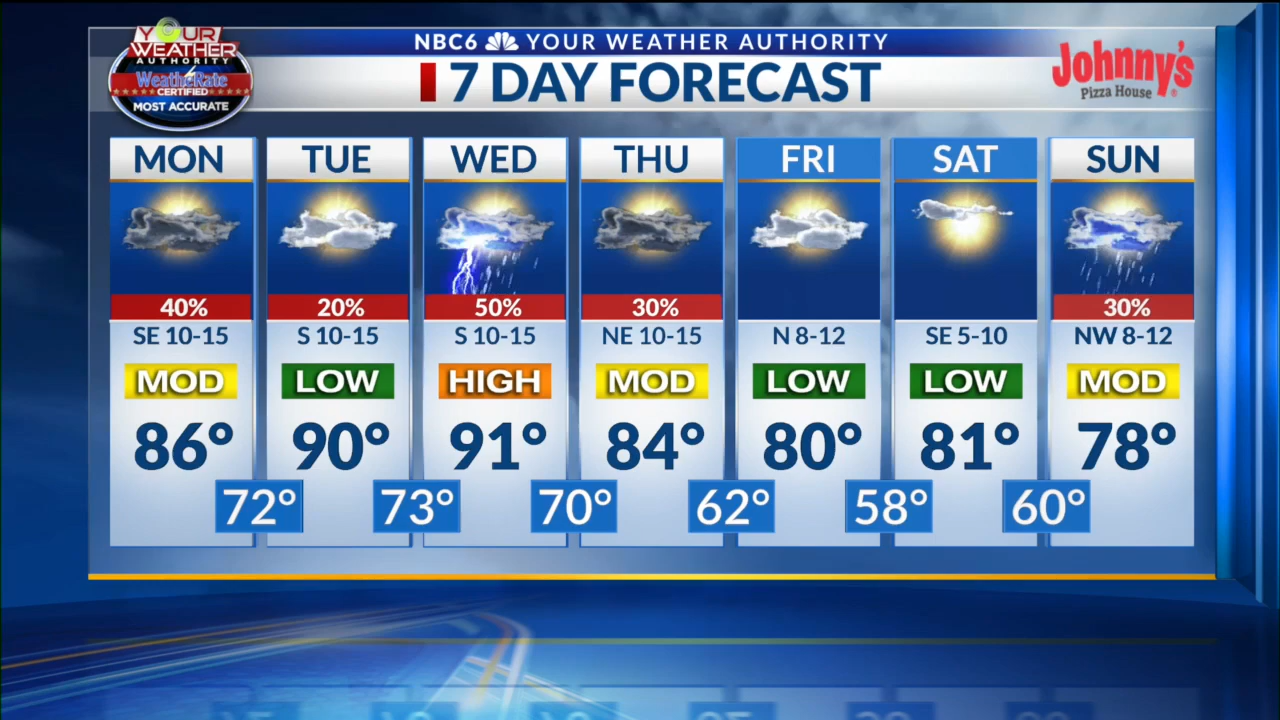 YOUR
WEATHER
AUTHORITY
WeatheRate
CERTIFIED
MOST ACCURATE
NBC6 YOUR WEATHER AUTHORITY
7 DAY FORECAST
Johnny's
Pizza House
MON TUE WED THU FRI SAT SUN
40% 20% 50% 30% 30%
SE 10-15 S 10-15 S 10-15 NE 10-15 N 8-12 SE 5-10 NW 8-12
MOD LOW HIGH MOD LOW LOW MOD
86° 90° 91° 84° 80° 81° 78°
72° 73° 70° 62° 58° 60°